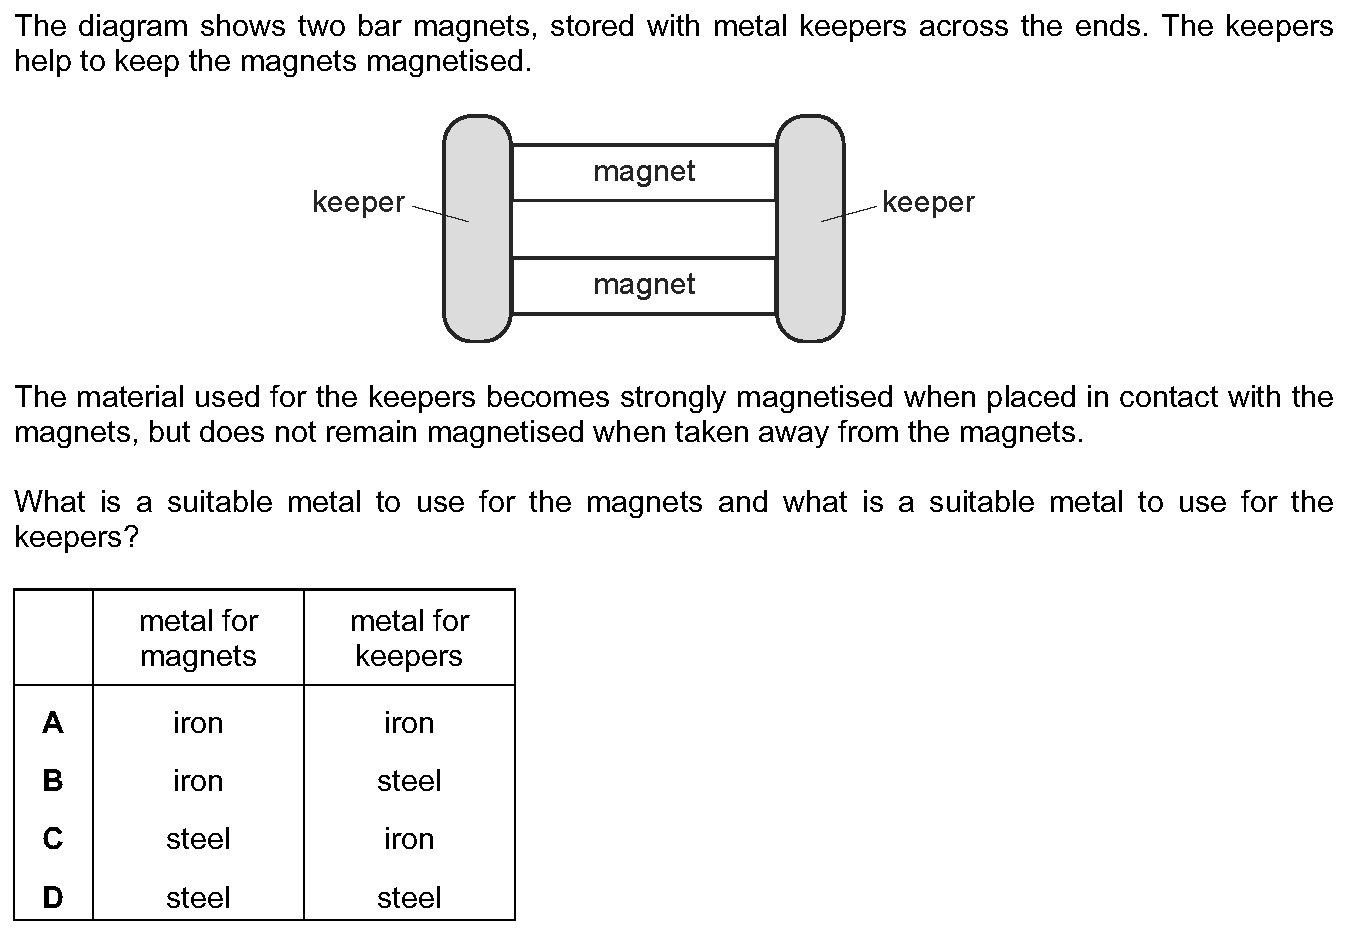 The diagram shows two bar magnets, stored with metal keepers across the ends. The keepers
help to keep the magnets magnetised.
magnet
keeper
keeper
magnet
The material used for the keepers becomes strongly magnetised when placed in contact with the
magnets, but does not remain magnetised when taken away from the magnets.
What is a suitable metal to use for the magnets and what is a suitable metal to use for the
keepers?
metal for metal for
magnets keepers
A iron iron
B iron steel
C steel iron
D steel steel